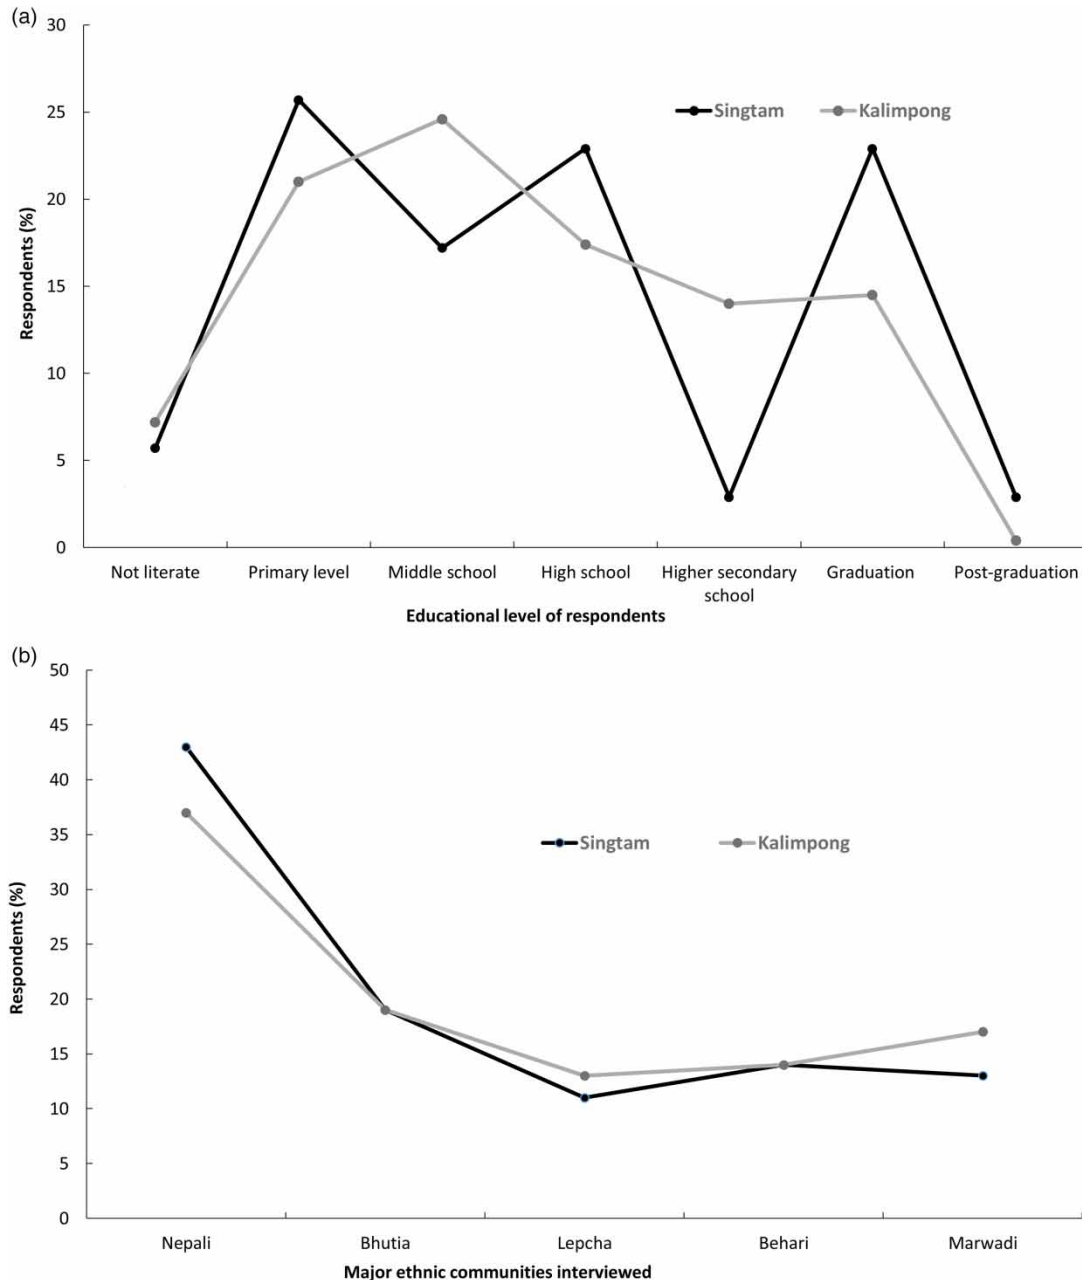 (a)
30
25
Singtam
Kalimpong
20
Respondents (%)
15
10
5
0
Not literate
Primary level
Middle school
High school
Higher secondary
school
Graduation
Post-graduation
Educational level of respondents
(b)
50
45
40
35
Singtam
Kalimpong
30
Respondents (%)
25
20
15
10
5
0
Nepali
Bhutia
Lepcha
Behari
Marwadi
Major ethnic communities interviewed